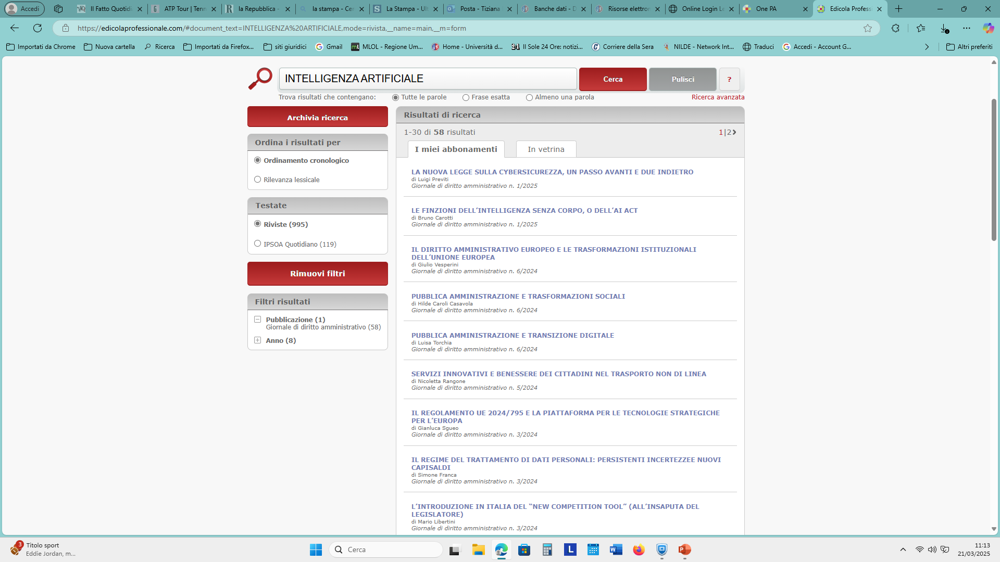 Accedi
Il Fatto Quotidi
ATP Tour | Tenn
la Repubblica -
la stampa - Cer
La Stampa - Ult
Posta - Tiziana
Banche dati - D
Risorse elettror
Online Login Le
One PA
Edicola Profess
https://edicolaprofessionale.com/#document_text=INTELLIGENZA%20ARTIFICIALE,mode=rivista,__name=main,__m=form
Importati da Chrome
Nuova cartella
Ricerca
Importati da Firefox...
siti giuridici
Gmail
MLOL - Regione Um...
Home - Università d...
Il Sole 24 Ore: notizi...
Corriere della Sera
NILDE - Network Int...
Traduci
Accedi - Account G...
Altri preferiti
INTELLIGENZA ARTIFICIALE
Cerca
Pulisci
?
Trova risultati che contengano:
Tutte le parole
Frase esatta
Almeno una parola
Ricerca avanzata
Archivia ricerca
Ordina i risultati per
Ordinamento cronologico
Rilevanza lessicale
Testate
Riviste (995)
IPSOA Quotidiano (119)
Rimuovi filtri
Filtri risultati
Pubblicazione (1)
Giornale di diritto amministrativo (58)
Anno (8)
Risultati di ricerca
1-30 di 58 risultati
1|2
I miei abbonamenti
In vetrina
LA NUOVA LEGGE SULLA CYBERSICUREZZA, UN PASSO AVANTI E DUE INDIETRO
di Luigi Previti
Giornale di diritto amministrativo n. 1/2025
LE FINZIONI DELL’INTELLIGENZA SENZA CORPO, O DELL’AI ACT
di Bruno Carotti
Giornale di diritto amministrativo n. 1/2025
IL DIRITTO AMMINISTRATIVO EUROPEO E LE TRASFORMAZIONI ISTITUZIONALI
DELL’UNIONE EUROPEA
di Giulio Vesperini
Giornale di diritto amministrativo n. 6/2024
PUBBLICA AMMINISTRAZIONE E TRASFORMAZIONI SOCIALI
di Hilde Caroli Casavola
Giornale di diritto amministrativo n. 6/2024
PUBBLICA AMMINISTRAZIONE E TRANSIZIONE DIGITALE
di Luisa Torchia
Giornale di diritto amministrativo n. 6/2024
SERVIZI INNOVATIVI E BENESSERE DEI CITTADINI NEL TRASPORTO NON DI LINEA
di Nicoletta Rangone
Giornale di diritto amministrativo n. 5/2024
IL REGOLAMENTO UE 2024/795 E LA PIATTAFORMA PER LE TECNOLOGIE STRATEGICHE
PER L’EUROPA
di Gianluca Sgueo
Giornale di diritto amministrativo n. 3/2024
IL REGIME DEL TRATTAMENTO DI DATI PERSONALI: PERSISTENTI INCERTEZZEE NUOVI
CAPISALDI
di Simone Franca
Giornale di diritto amministrativo n. 3/2024
L’INTRODUZIONE IN ITALIA DEL “NEW COMPETITION TOOL” (ALL’INSAPUTA DEL
LEGISLATORE)
di Mario Libertini
Giornale di diritto amministrativo n. 3/2024
3
Titolo sport
Eddie Jordan, m...
Cerca
11:13
21/03/2025